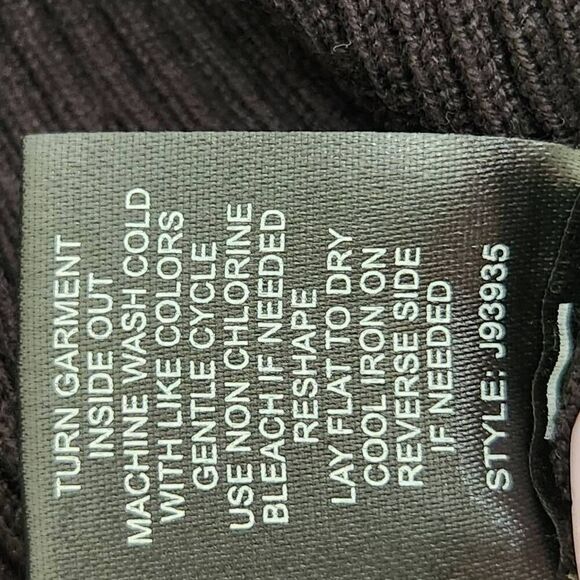 TURN GARMENT
INSIDE OUT
MACHINE WASH COLD
WITH LIKE COLORS
GENTLE CYCLE
USE NON CHLORINE
BLEACH IF NEEDED
RESHAPE
LAY FLAT TO DRY
COOL IRON ON
REVERSE SIDE
IF NEEDED
STYLE: J93935